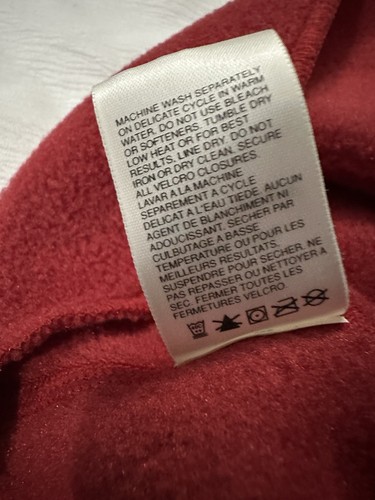 MACHINE WASH SEPARATELY
ON DELICATE CYCLE IN WARM
WATER. DO NOT USE BLEACH
OR SOFTENERS. TUMBLE DRY
LOW HEAT OR FOR BEST
RESULTS, LINE DRY. DO NOT
IRON OR DRY CLEAN. SECURE
ALL VELCRO CLOSURES.
LAVAR A LA MACHINE
SEPAREMENT A CYCLE
DELICAT A L'EAU TIEDE. AUCUN
AGENT DE BLANCHIMENT NI
ADOUCISSANT. SÉCHER PAR
CULBUTAGE A BASSE
TEMPERATURE OU POUR LES
MEILLEURS RESULTATS,
SUSPENDRE POUR SECHER. NE
PAS REPASSER OU NETTOYER A
SEC. FERMER TOUTES LES
FERMETURES VELCRO.